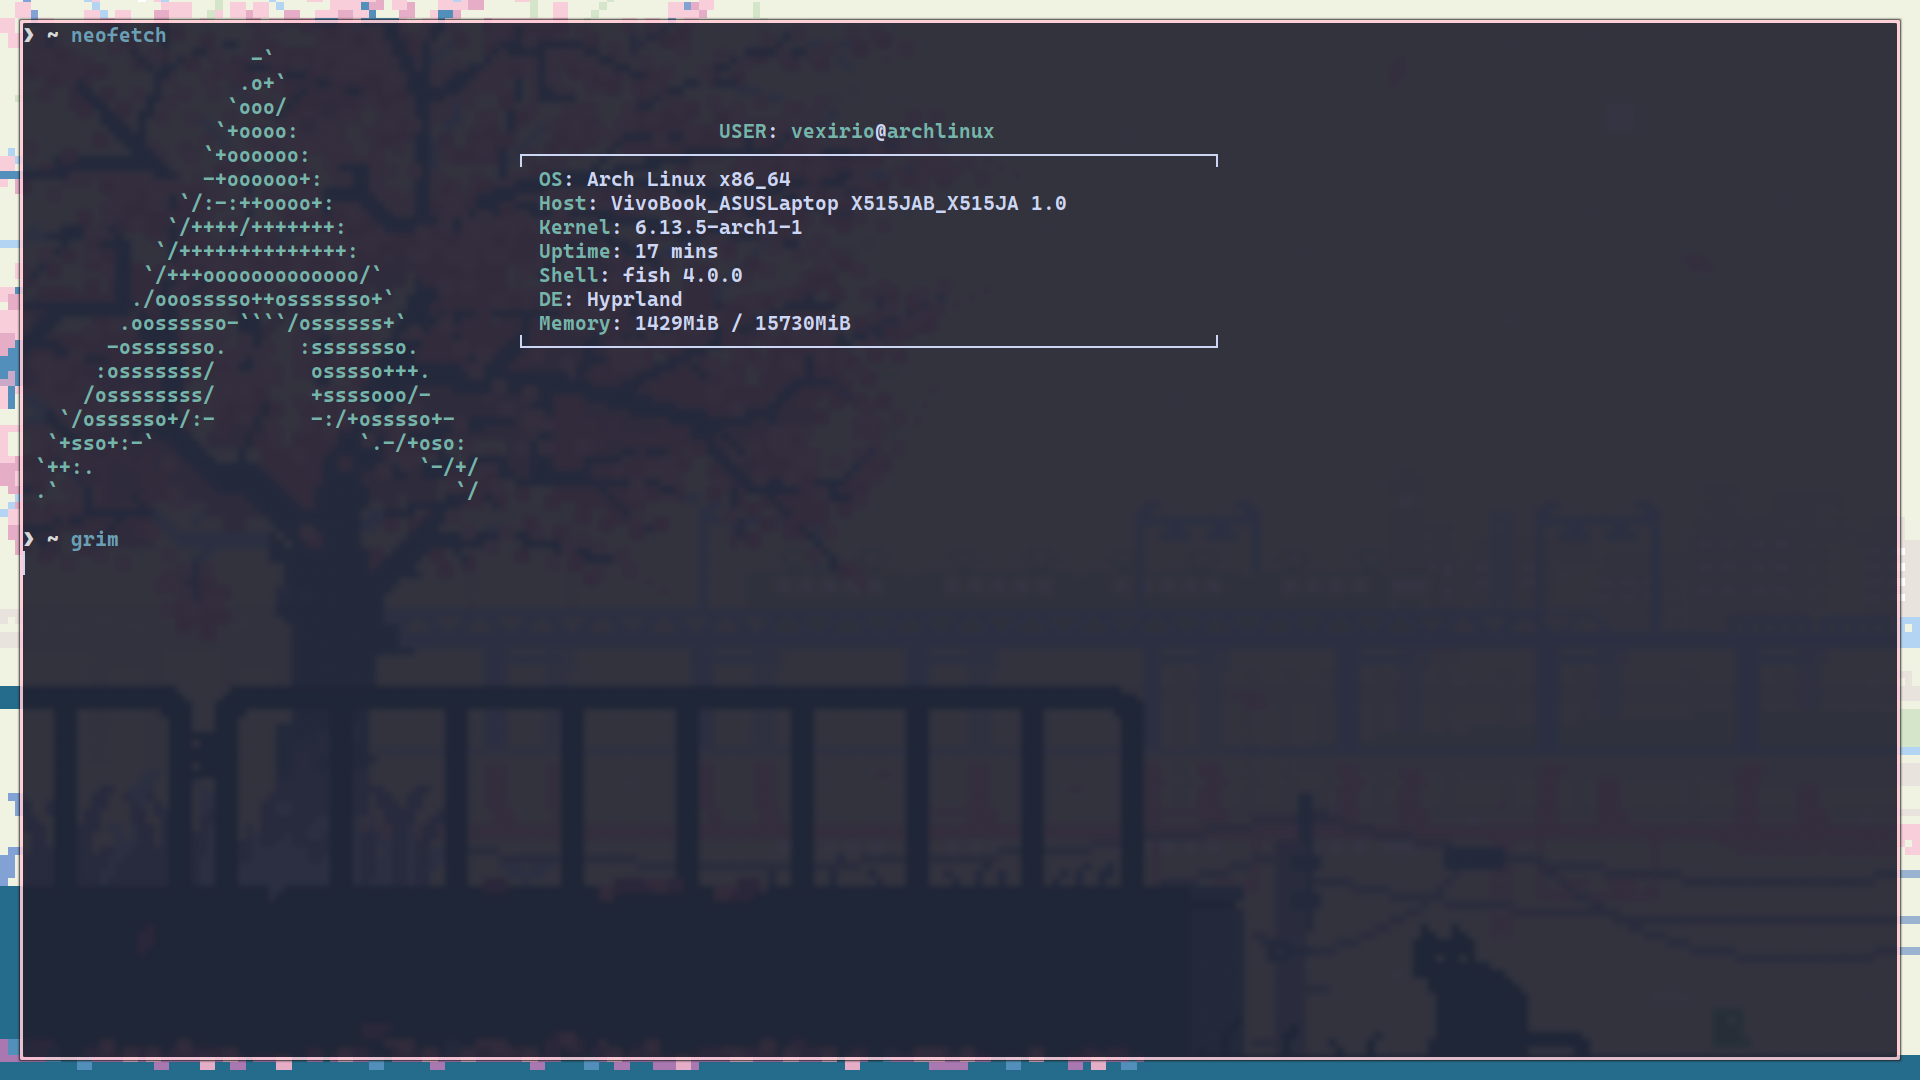 ❯ ~ neofetch
                   -`
                  .o+`
                 `ooo/
                `+oooo:
               `+oooooo:
               -+oooooo+:
             `/:-:++oooo+:
            `/++++/+++++++:
           `/++++++++++++++:
          `/+++ooooooooooooo/`
         ./ooosssso++osssssso+`
        .oossssso-````/ossssss+`
       -osssssso.      :ssssssso.
      :osssssss/        osssso+++.
     /ossssssss/        +ssssooo/-
   `/ossssso+/:-        -:/+osssso+-
  `+sso+:-`                 `.-/+oso:
 `++:.                           `-/+/
 .`                                 `/
USER: vexirio@archlinux
OS: Arch Linux x86_64
Host: VivoBook_ASUSLaptop X515JAB_X515JA 1.0
Kernel: 6.13.5-arch1-1
Uptime: 17 mins
Shell: fish 4.0.0
DE: Hyprland
Memory: 1429MiB / 15730MiB
❯ ~ grim